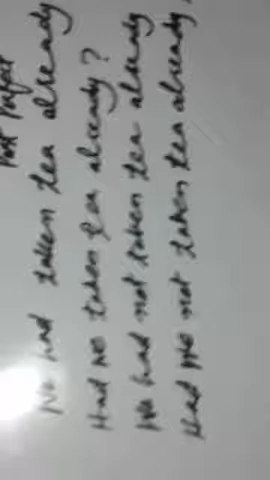 Past Perfect
We had taken tea already
Had we taken tea already?
We had not taken tea already
Had we not taken tea already,